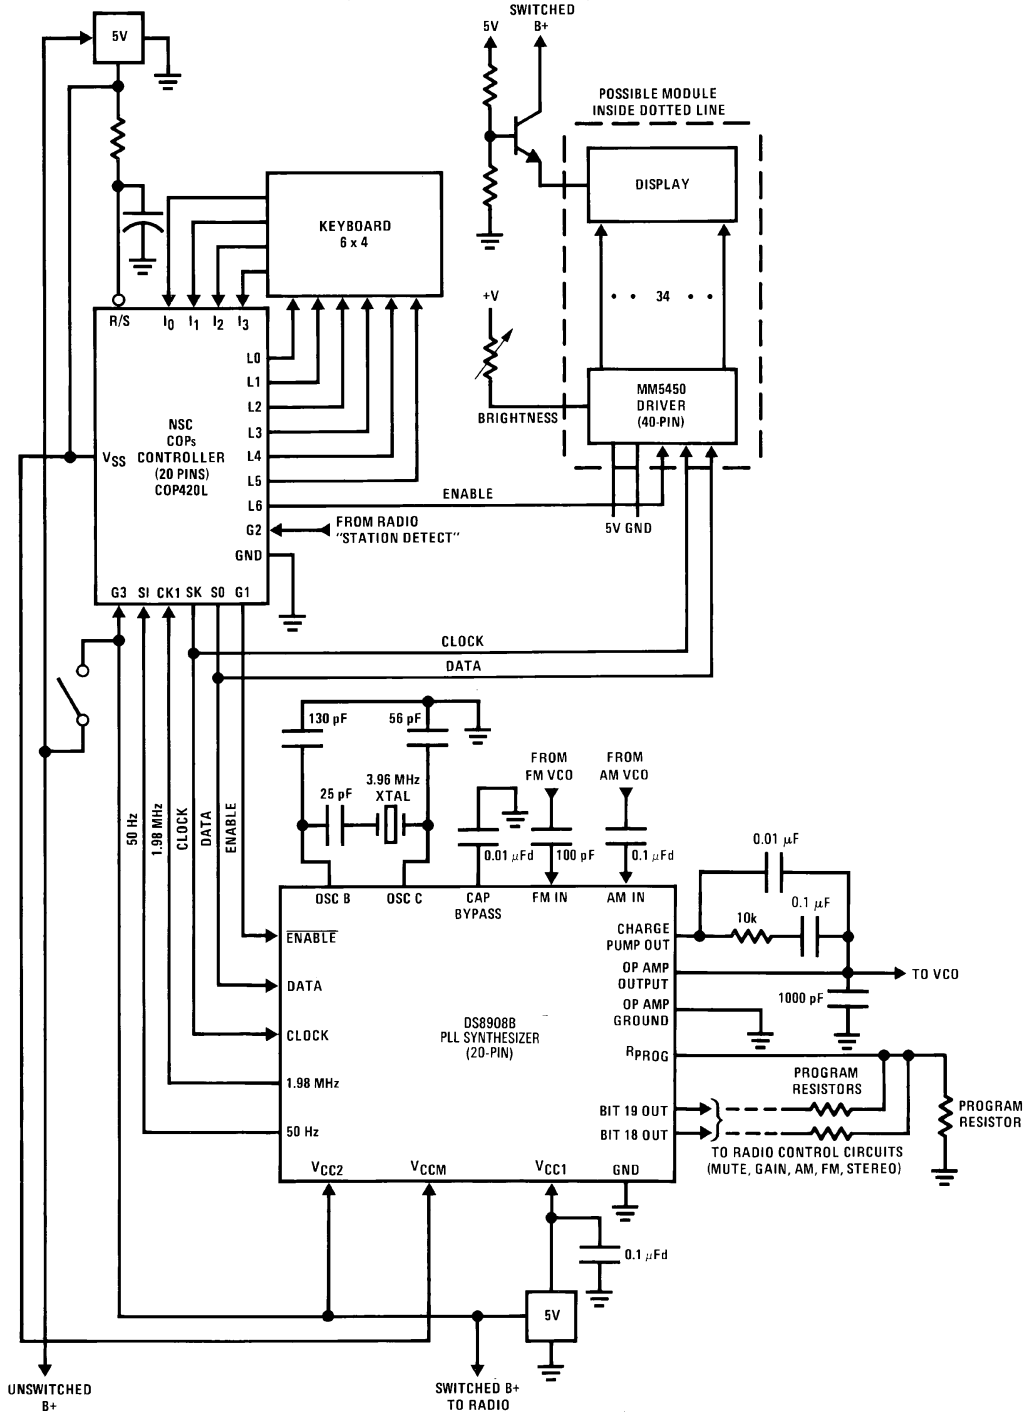 5V
5V
SWITCHED
B+
POSSIBLE MODULE
INSIDE DOTTED LINE
DISPLAY
KEYBOARD
6 x 4
• • 34 • •
+V
BRIGHTNESS
MM5450
DRIVER
(40-PIN)
R/S
I0
I1
I2
I3
L0
L1
L2
L3
L4
L5
L6
G2
GND
NSC
COPs
CONTROLLER
(20 PINS)
COP420L
VSS
ENABLE
FROM RADIO
"STATION DETECT"
5V GND
G3
SI
CK1
SK
S0
G1
CLOCK
DATA
50 Hz
1.98 MHz
CLOCK
DATA
ENABLE
130 pF
56 pF
25 pF
3.96 MHz
XTAL
0.01 μFd
FROM
FM VCO
100 pF
FROM
AM VCO
0.1 μFd
0.01 μF
0.1 μF
10k
OSC B
OSC C
CAP
BYPASS
FM IN
AM IN
ENABLE
DATA
CLOCK
1.98 MHz
50 Hz
DS8908B
PLL SYNTHESIZER
(20-PIN)
CHARGE
PUMP OUT
OP AMP
OUTPUT
OP AMP
GROUND
RPROG
BIT 19 OUT
BIT 18 OUT
TO VCO
1000 pF
PROGRAM
RESISTORS
PROGRAM
RESISTOR
TO RADIO CONTROL CIRCUITS
(MUTE, GAIN, AM, FM, STEREO)
VCC2
VCCM
VCC1
GND
0.1 μFd
5V
UNSWITCHED
B+
SWITCHED B+
TO RADIO